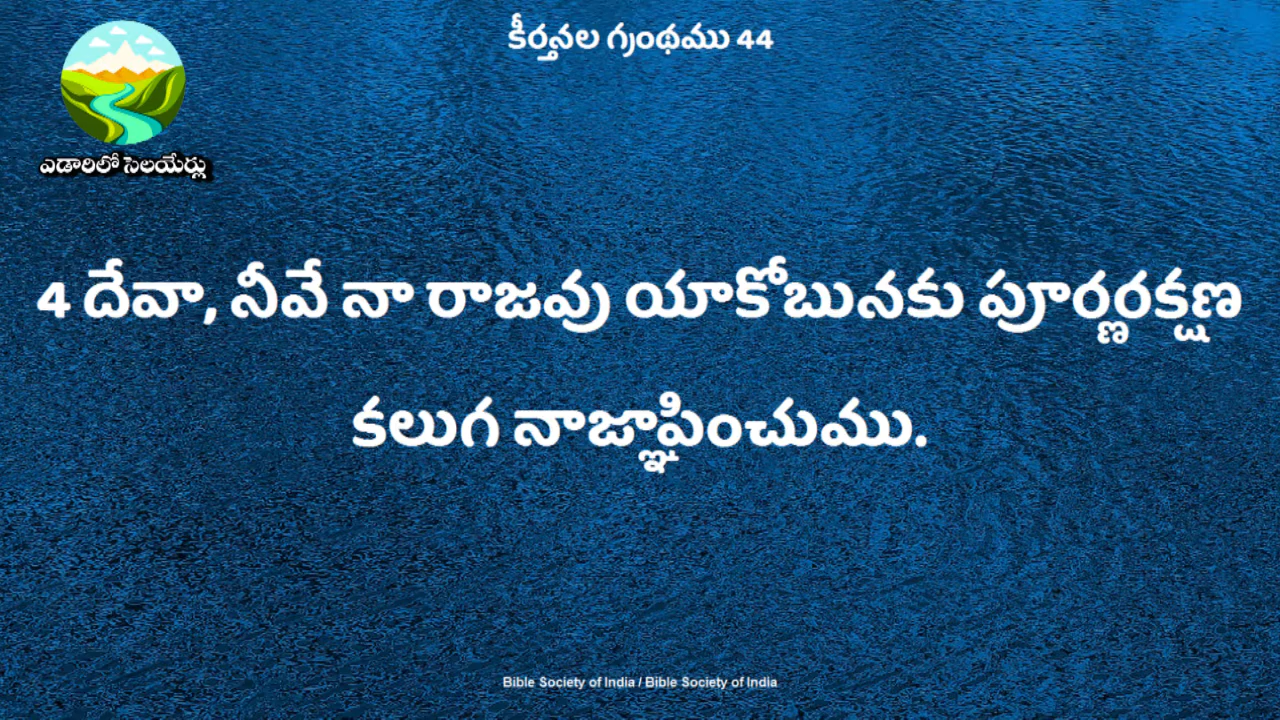 కీర్తనల గ్రంథము 44
ఎడారిలో సెలయేర్లు
4 దేవా, నీవే నా రాజవు యాకోబునకు పూర్ణరక్షణ
కలుగ నాజ్ఞాపించుము.
Bible Society of India / Bible Society of India